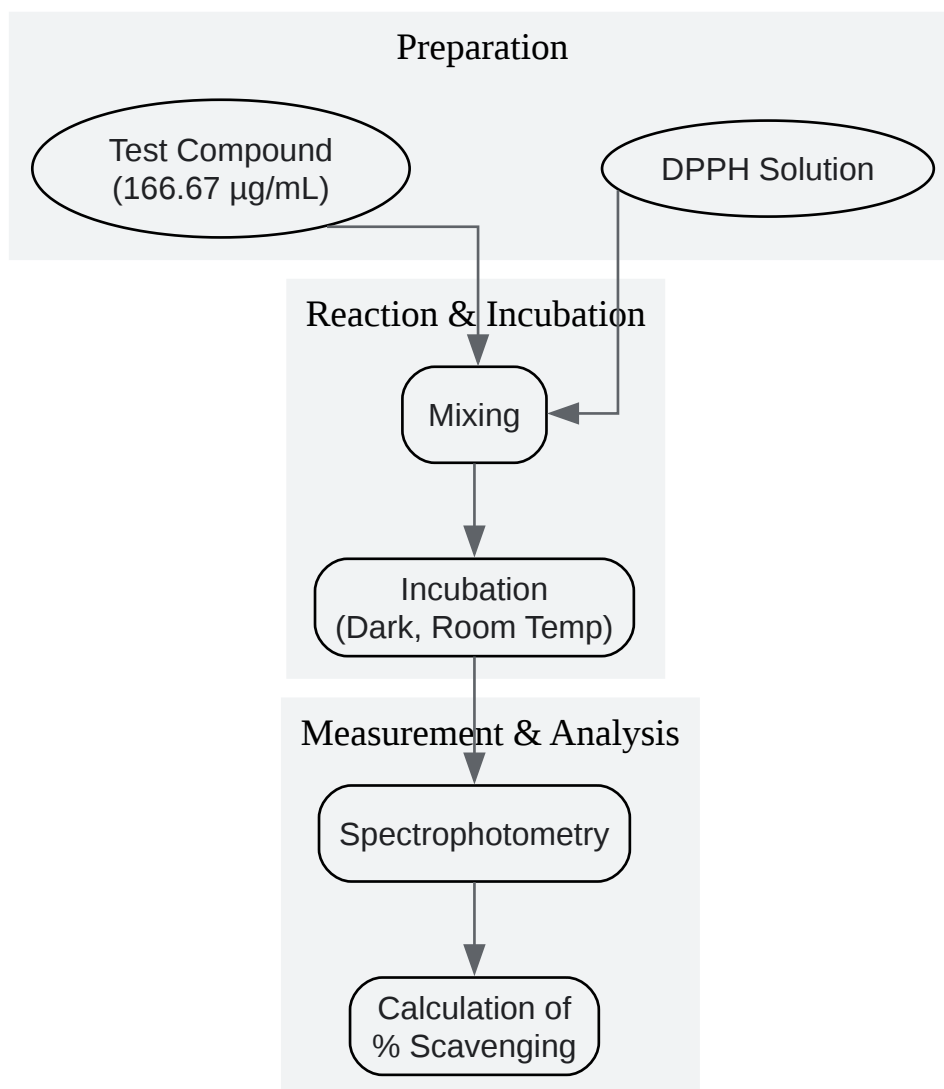 Preparation
Test Compound
(166.67 µg/mL)
DPPH Solution
Reaction & Incubation
Mixing
Incubation
(Dark, Room Temp)
Measurement & Analysis
Spectrophotometry
Calculation of
% Scavenging